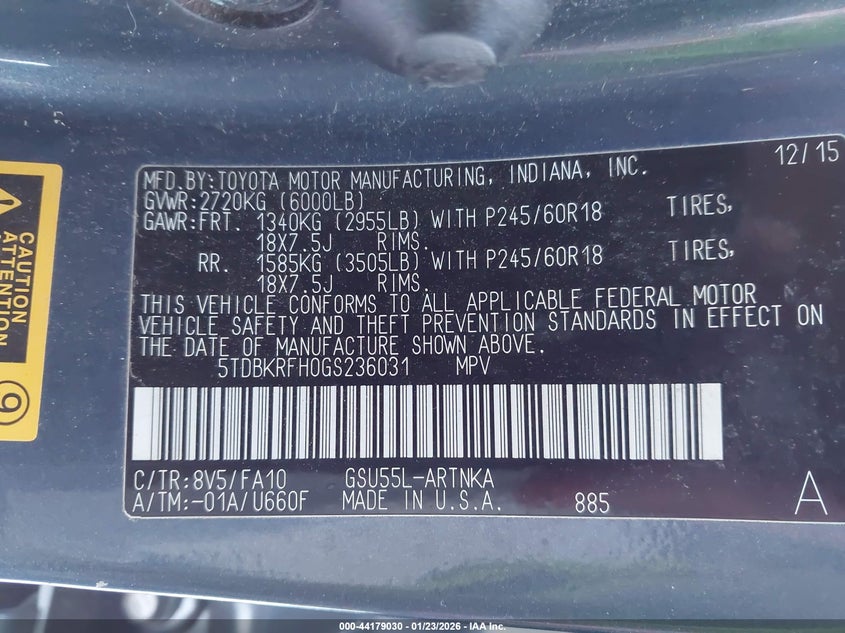 MFD.BY:TOYOTA MOTOR MANUFACTURING, INDIANA, INC. 12/15
GVWR:2720KG (6000LB)
GAWR:FRT. 1340KG (2955LB) WITH P245/60R18 TIRES,
18X7.5J RIMS.
RR. 1585KG (3505LB) WITH P245/60R18 TIRES,
18X7.5J RIMS.
THIS VEHICLE CONFORMS TO ALL APPLICABLE FEDERAL MOTOR
VEHICLE SAFETY AND THEFT PREVENTION STANDARDS IN EFFECT ON
THE DATE OF MANUFACTURE SHOWN ABOVE.
5TDBKRFH0GS236031 MPV
C/TR:8V5/FA10 GSU55L-ARTNKA
A/TM:-01A/U660F MADE IN U.S.A. 885 A
CAUTION
ATTENTION
9
000-44179030 - 01/23/2026 - IAA Inc.